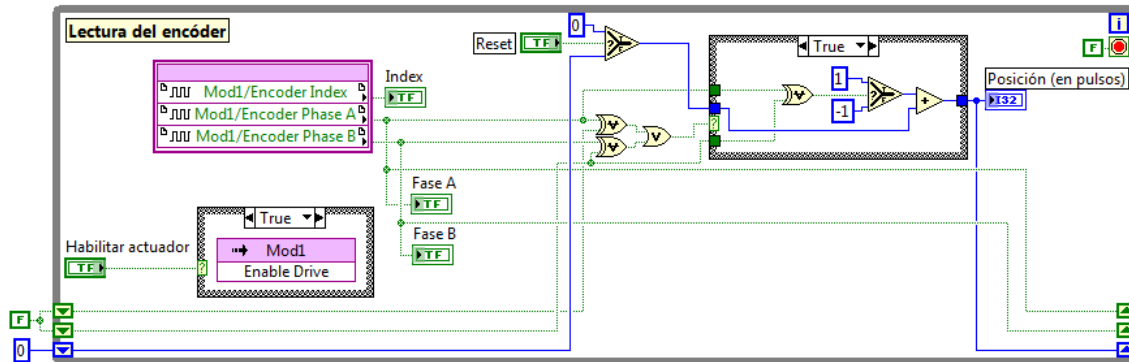 Lectura del encóder
Reset
TF
0
True
i
F
Mod1/Encoder Index
Mod1/Encoder Phase A
Mod1/Encoder Phase B
Index
TF
?
T
F
1
-1
?
T
F
+
Posición (en pulsos)
I32
V
V
V
V
?
Fase A
TF
Fase B
TF
True
Habilitar actuador
TF
?
Mod1
Enable Drive
F
0